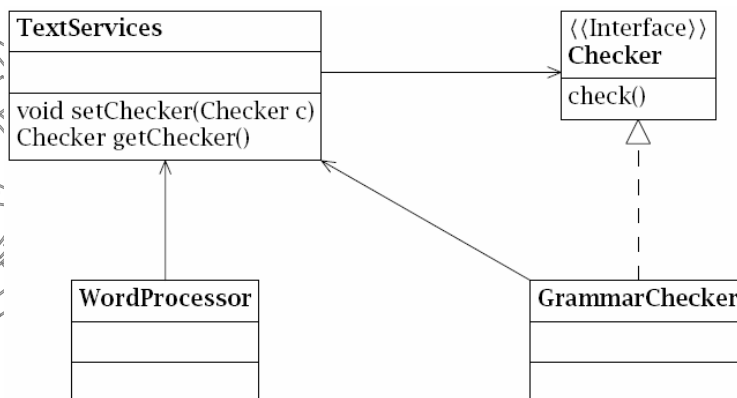 TextServices
void setChecker(Checker c)
Checker getChecker()
⟨⟨Interface⟩⟩
Checker
check()
WordProcessor
GrammarChecker